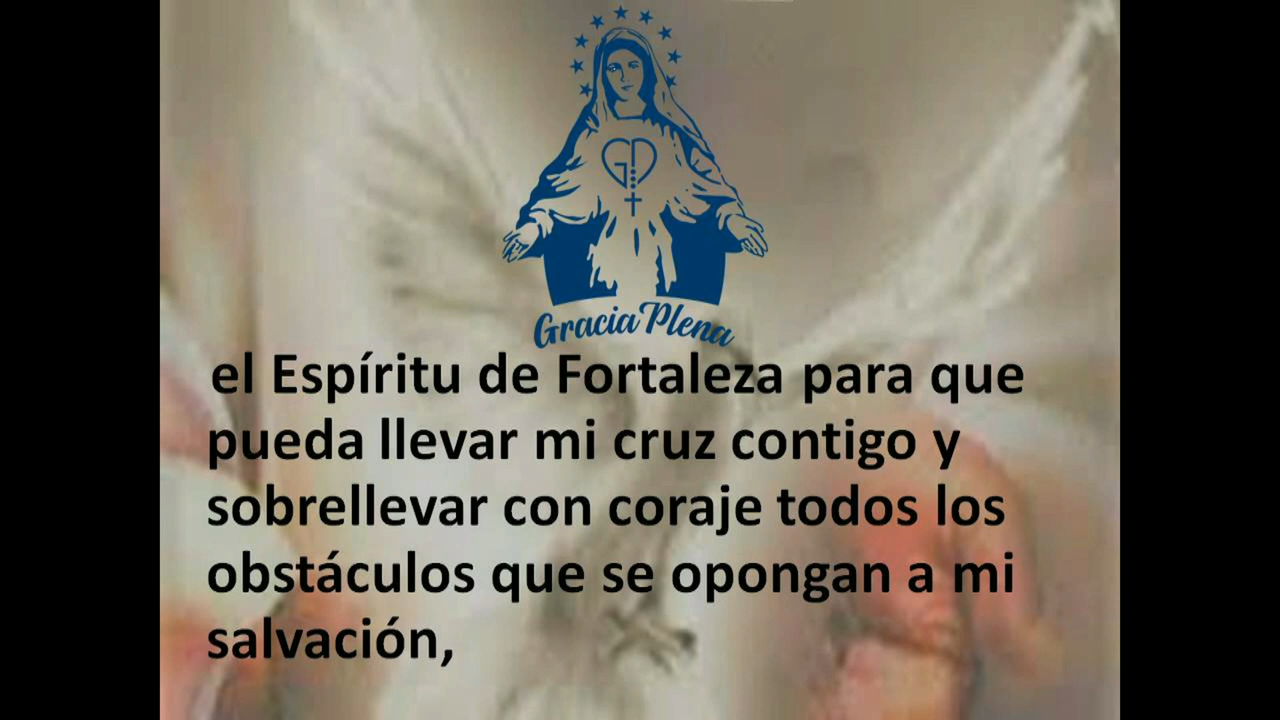 Gracia Plena
el Espíritu de Fortaleza para que
pueda llevar mi cruz contigo y
sobrellevar con coraje todos los
obstáculos que se opongan a mi
salvación,